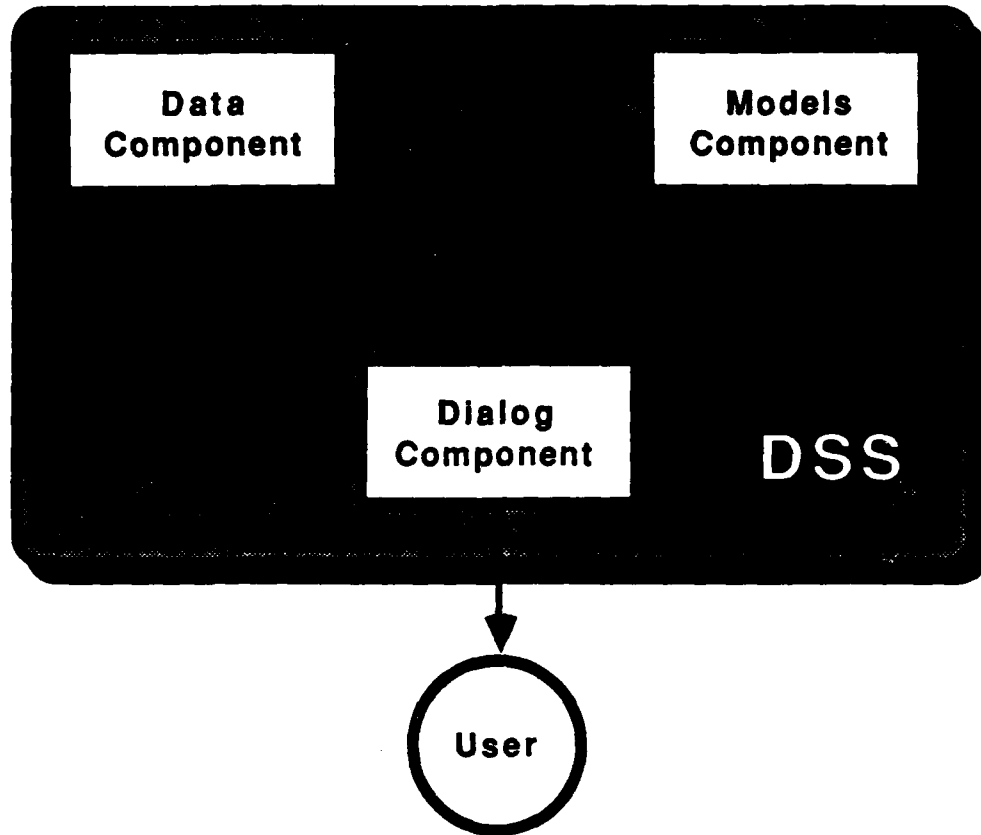 Data
Component
Models
Component
Dialog
Component
DSS
User